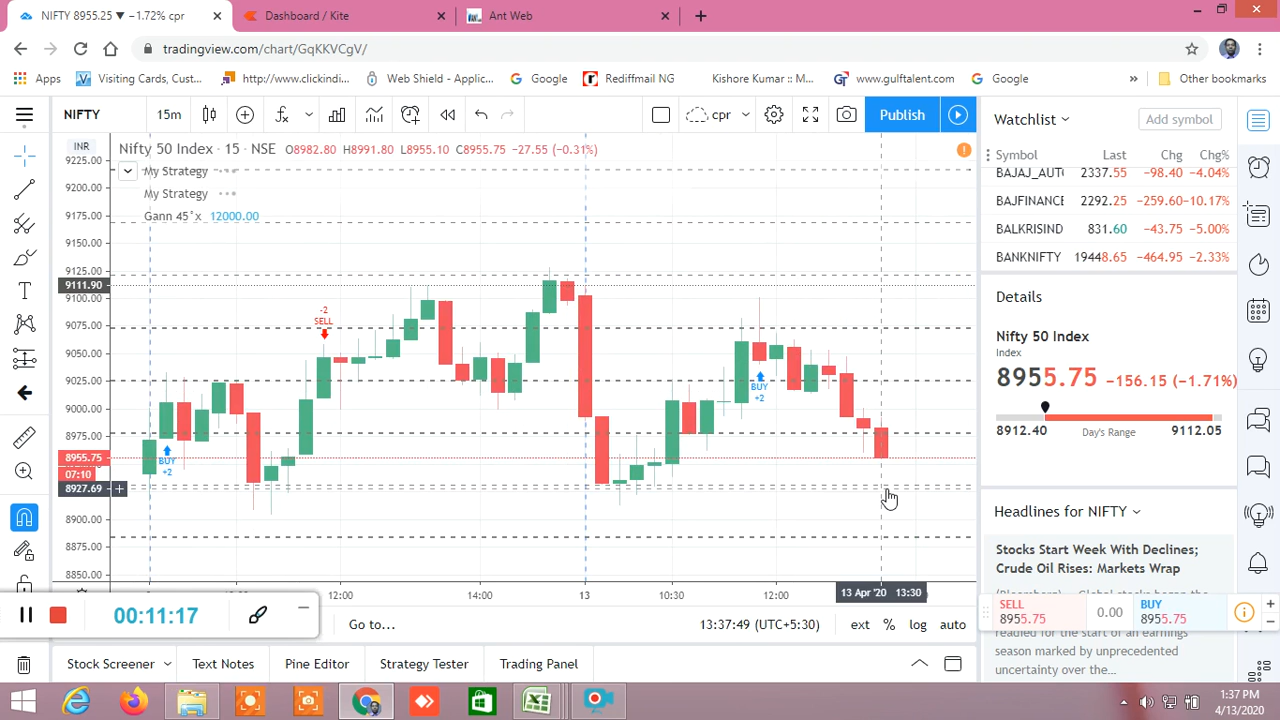 NIFTY 8955.25 ▼ −1.72% cpr
Dashboard / Kite
Ant Web
tradingview.com/chart/GqKKVCgV/
Apps
Visiting Cards, Cust...
http://www.clickindi...
Web Shield - Applic...
Google
Rediffmail NG
Kishore Kumar :: M...
www.gulftalent.com
Google
»
Other bookmarks
NIFTY
15m
cpr
Publish
Watchlist
Add symbol
INR
Nifty 50 Index · 15 · NSE O8982.80 H8991.80 L8955.10 C8955.75 −27.55 (−0.31%)
My Strategy
My Strategy
Gann 45°x 12000.00
9225.00
9200.00
9175.00
9150.00
9125.00
9111.90
9100.00
9075.00
9050.00
9025.00
9000.00
8975.00
8955.75
07:10
8927.69
8900.00
8875.00
8850.00
-2
SELL
BUY
+2
BUY
+2
12:00
14:00
13
10:30
12:00
13 Apr '20 13:30
Symbol Last Chg Chg%
2337.55 −98.40 −4.04%
BAJFINANCE 2292.25 −259.60 −10.17%
BALKRISIND 831.60 −43.75 −5.00%
BANKNIFTY 19448.65 −464.95 −2.33%
Details
Nifty 50 Index
Index
8955.75 −156.15 (−1.71%)
8912.40 Day's Range 9112.05
Headlines for NIFTY
Stocks Start Week With Declines;
Crude Oil Rises: Markets Wrap
SELL
8955.75
0.00
BUY
8955.75
readied for the start of an earnings
season marked by unprecedented
uncertainty over the...
00:11:17
Go to...
13:37:49 (UTC+5:30)
ext % log auto
Stock Screener
Text Notes
Pine Editor
Strategy Tester
Trading Panel
1:37 PM
4/13/2020